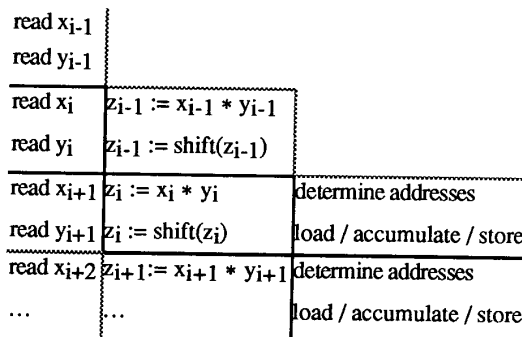 read x_{i-1}
read y_{i-1}
read x_i z_{i-1} := x_{i-1} * y_{i-1}
read y_i z_{i-1} := shift(z_{i-1})
read x_{i+1} z_i := x_i * y_i determine addresses
read y_{i+1} z_i := shift(z_i) load / accumulate / store
read x_{i+2} z_{i+1} := x_{i+1} * y_{i+1} determine addresses
... ... load / accumulate / store